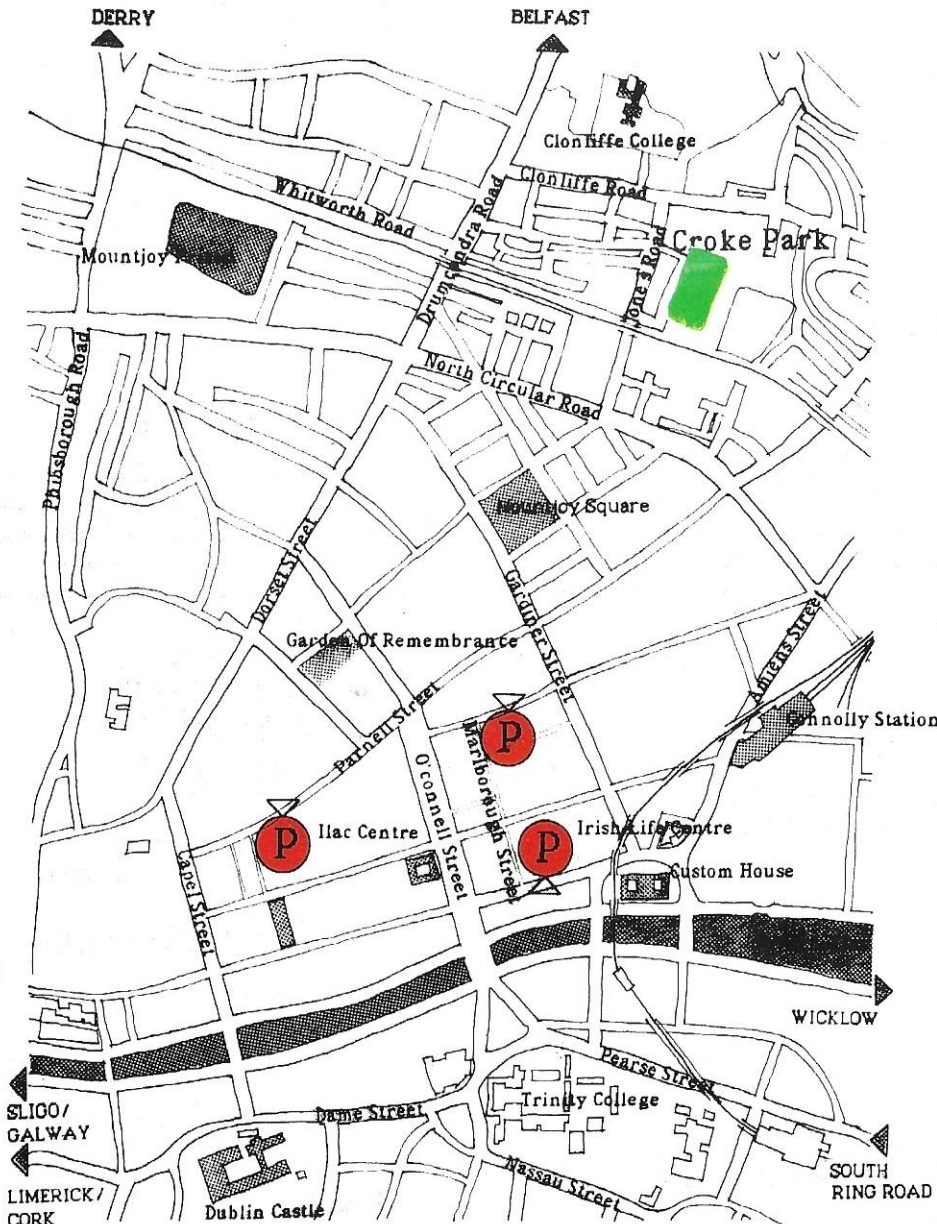 DERRY
BELFAST
Clonliffe College
Clonliffe Road
Whitworth Road
Drumcondra Road
Croke Park
Jone's Road
Mountjoy
North Circular Road
Phibsborough Road
Mountjoy Square
Dorset Street
Gardiner Street
Garden Of Remembrance
Amiens Street
Parnell Street
Connolly Station
P
Marlborough Street
O'connell Street
P
Ilac Centre
P
Irish Life Centre
Capel Street
Custom House
WICKLOW
Pearse Street
SLIGO/
GALWAY
Dame Street
Trinity College
Nassau Street
SOUTH
RING ROAD
LIMERICK/
CORK
Dublin Castle